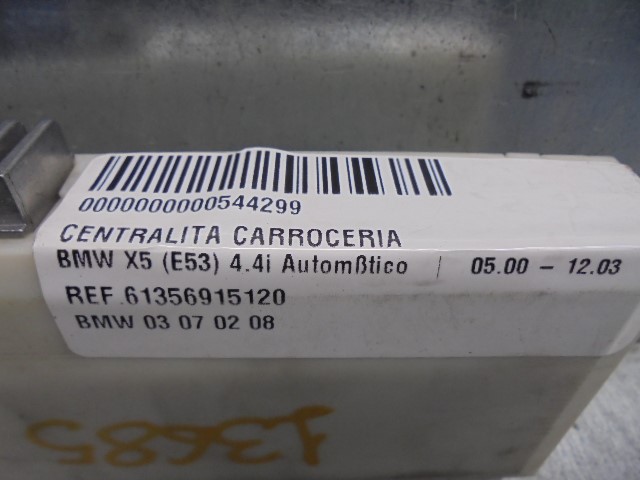 0000000000544299
CENTRALITA CARROCERIA
BMW X5 (E53) 4.4i Automßtico | 05.00 - 12.03
REF.61356915120
BMW 03 07 02 08
13685